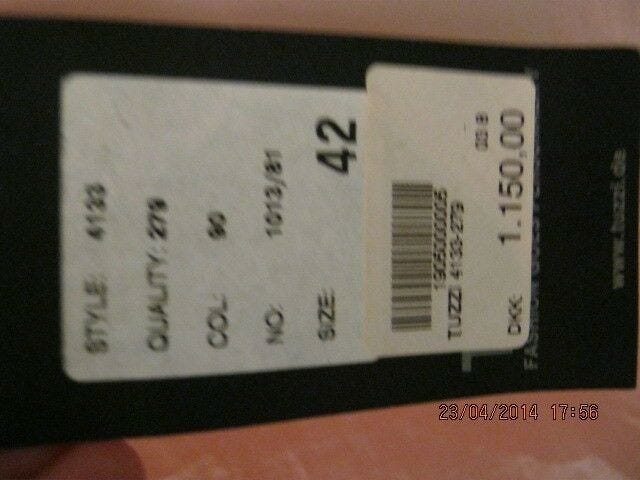 STYLE: 4133
QUALITY: 279
COL: 90
NO: 1013/81
SIZE: 42
TUZZI 4133-279
DKK 1.150,00
www.tuzzi.de
23/04/2014 17:56